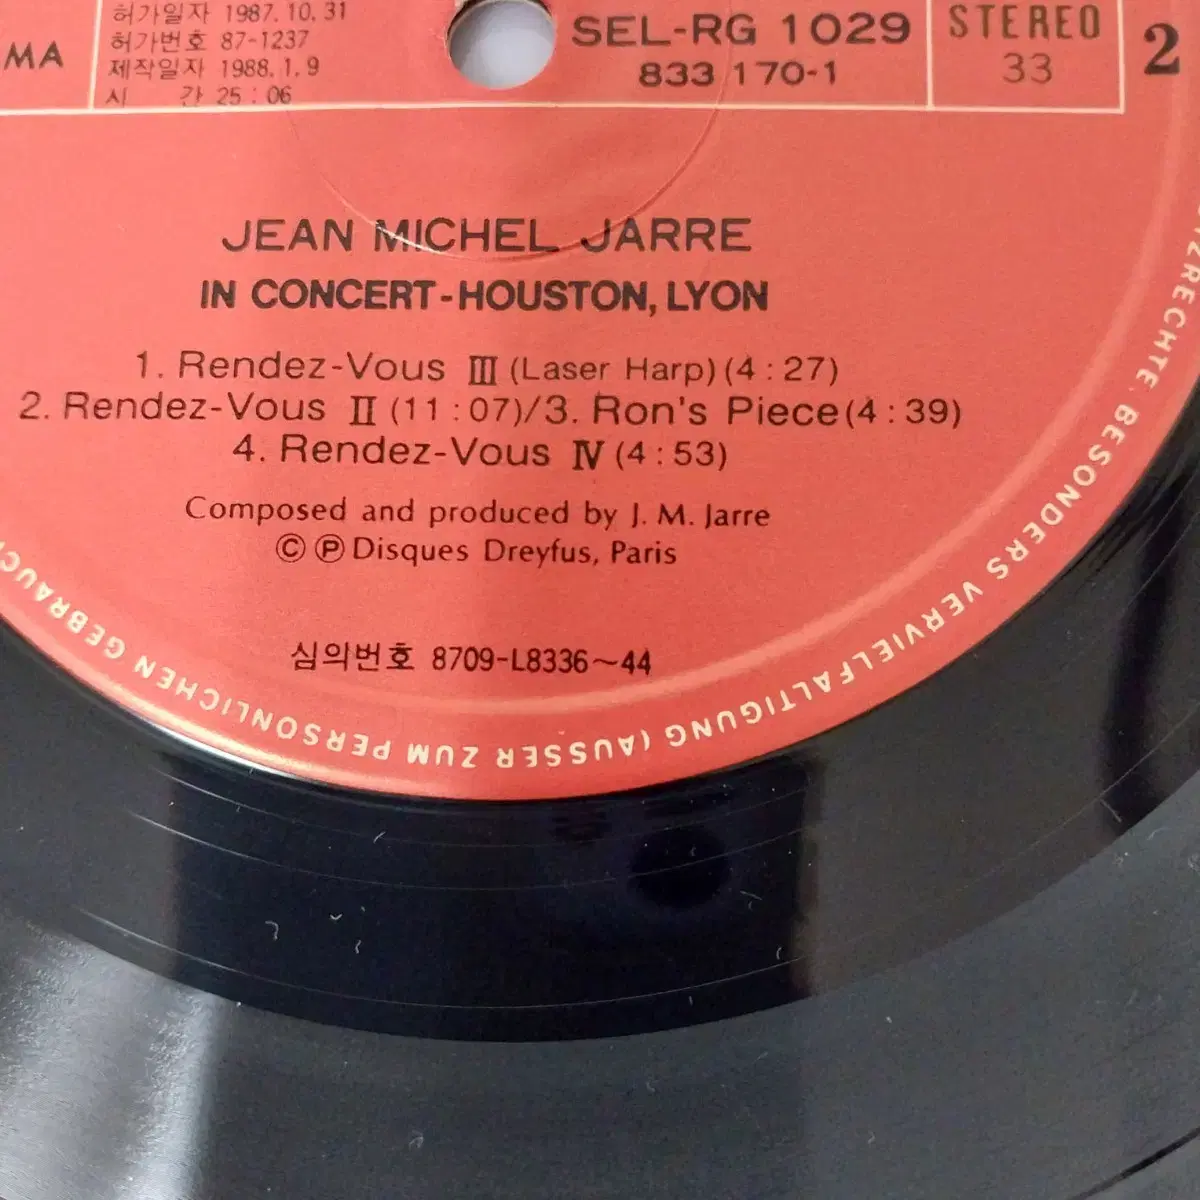 허가일자 1987. 10. 31
허가번호 87-1237
제작일자 1988. 1. 9
시 간 25 : 06
MA
SEL-RG 1029
833 170-1
STEREO
33
2
JEAN MICHEL JARRE
IN CONCERT-HOUSTON, LYON
1. Rendez-Vous Ⅲ (Laser Harp) (4 : 27)
2. Rendez-Vous Ⅱ (11 : 07)/3. Ron's Piece (4 : 39)
4. Rendez-Vous Ⅳ (4 : 53)
Composed and produced by J. M. Jarre
©℗Disques Dreyfus, Paris
심의번호 8709-L8336~44
ZRECHTE, BESONDERS VERVIELFALTIGUNG (AUSSER ZUM PERSONLICHEN GEBRAUC